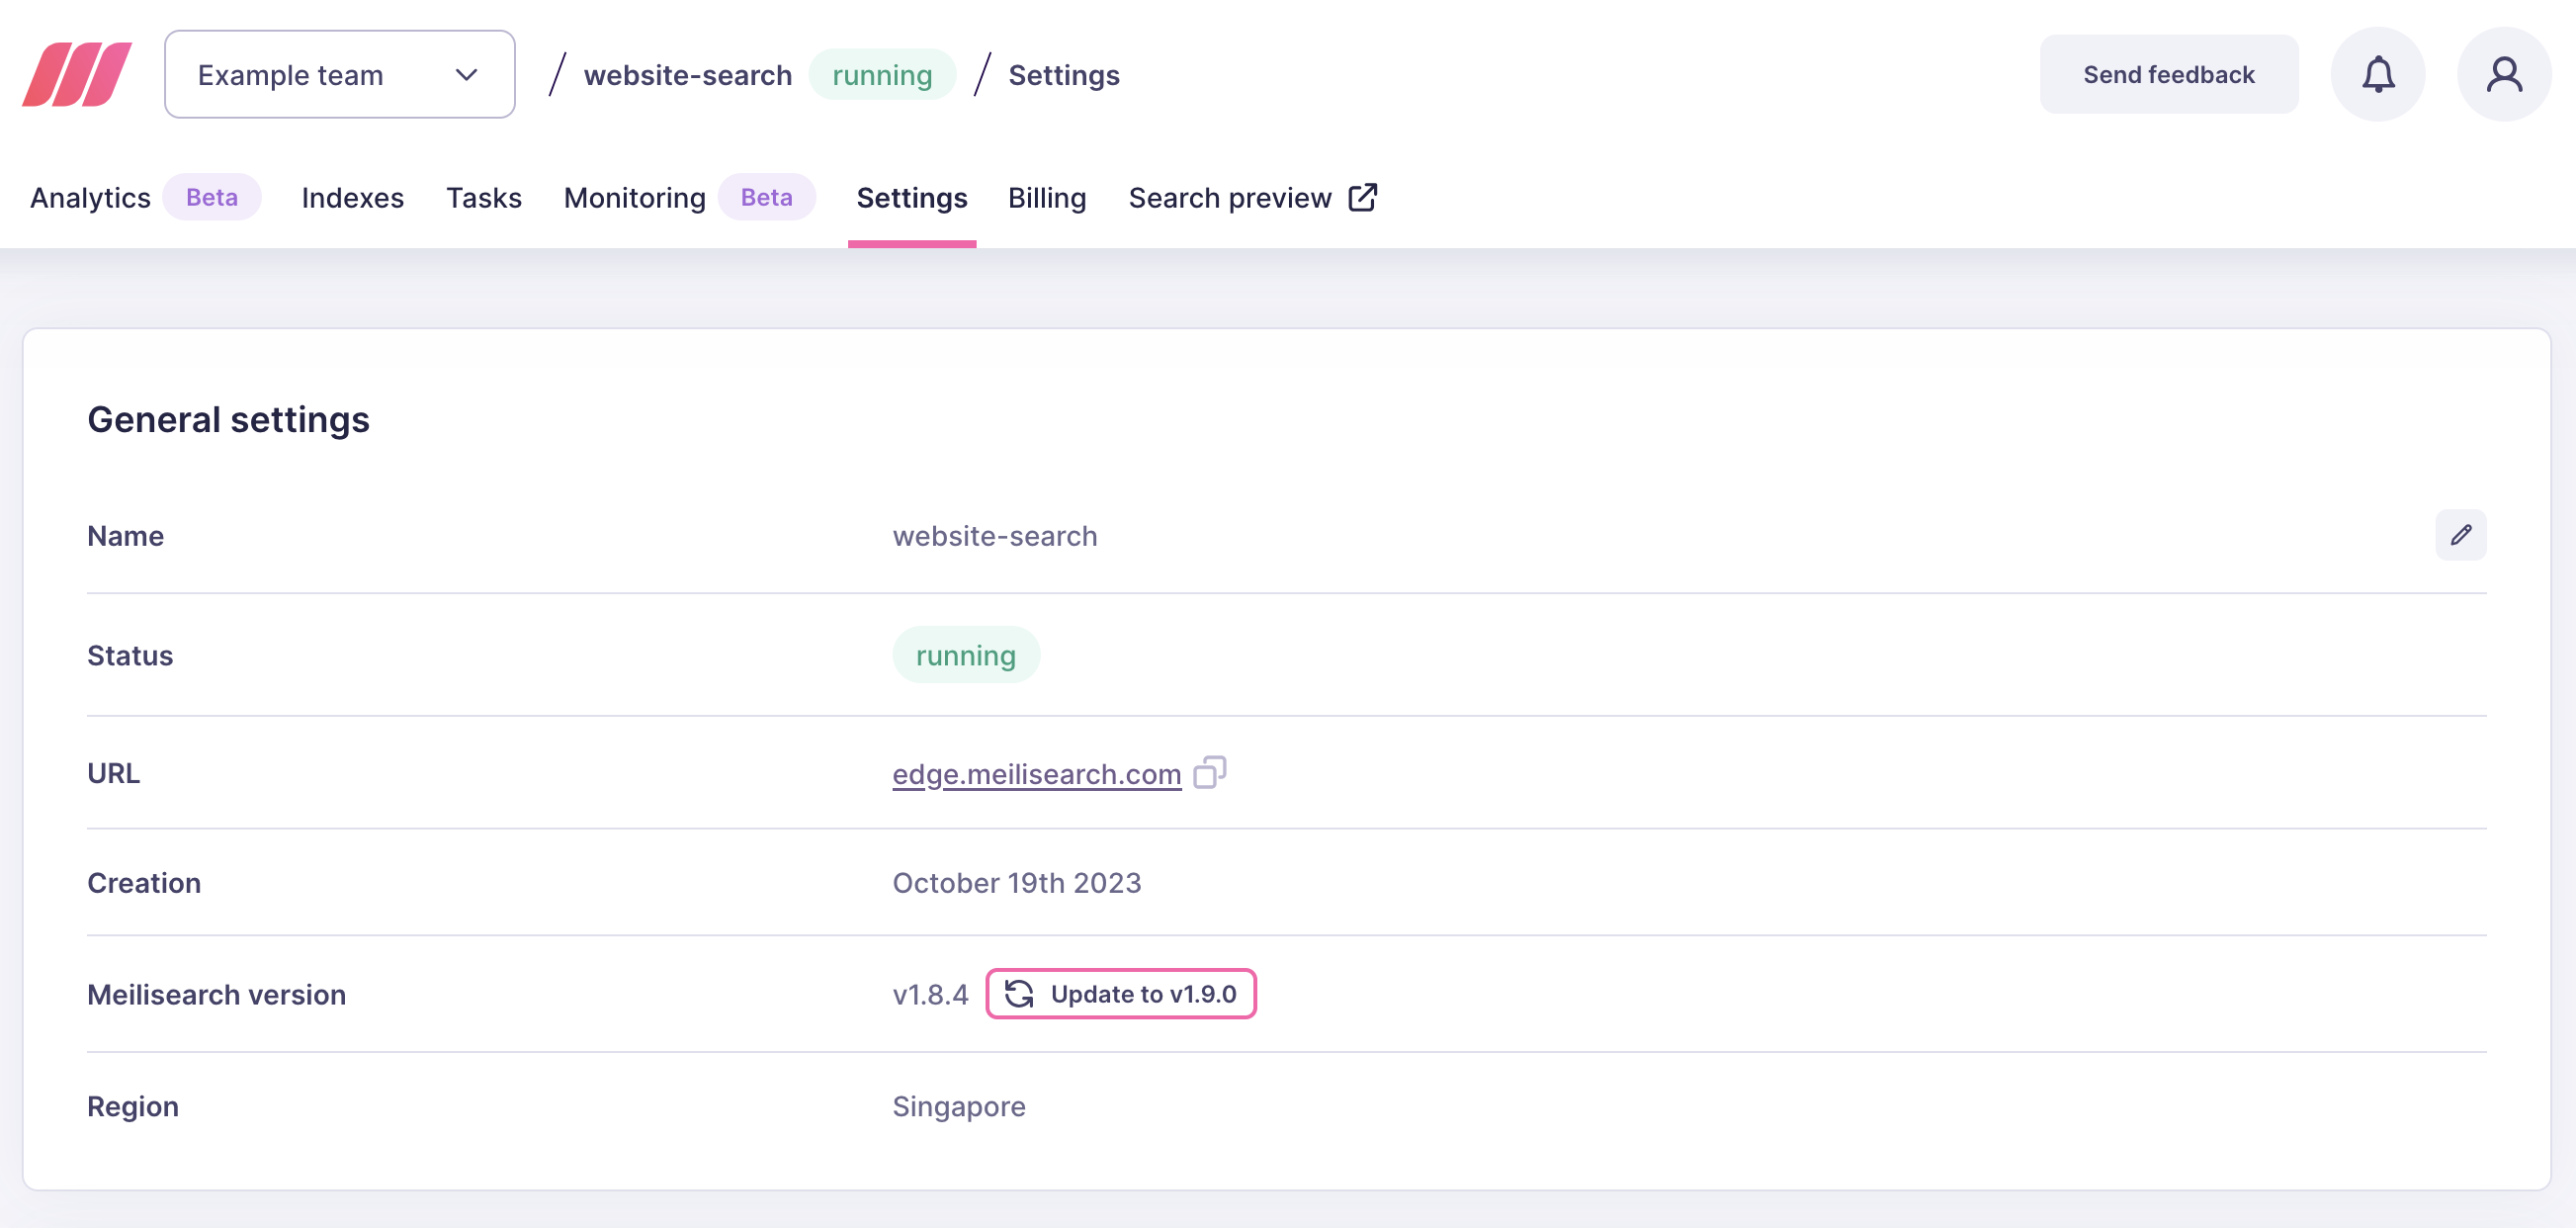 Example team / website-search running / Settings Send feedback
Analytics Beta Indexes Tasks Monitoring Beta Settings Billing Search preview
General settings
Name website-search
Status running
URL edge.meilisearch.com
Creation October 19th 2023
Meilisearch version v1.8.4 Update to v1.9.0
Region Singapore